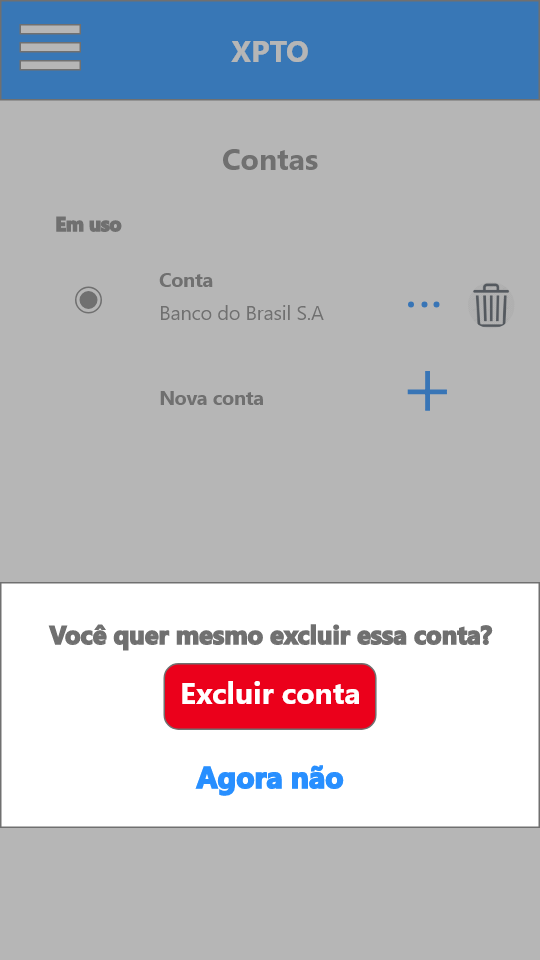 XPTO
Contas
Em uso
Conta
Banco do Brasil S.A
Nova conta
Você quer mesmo excluir essa conta?
Excluir conta
Agora não